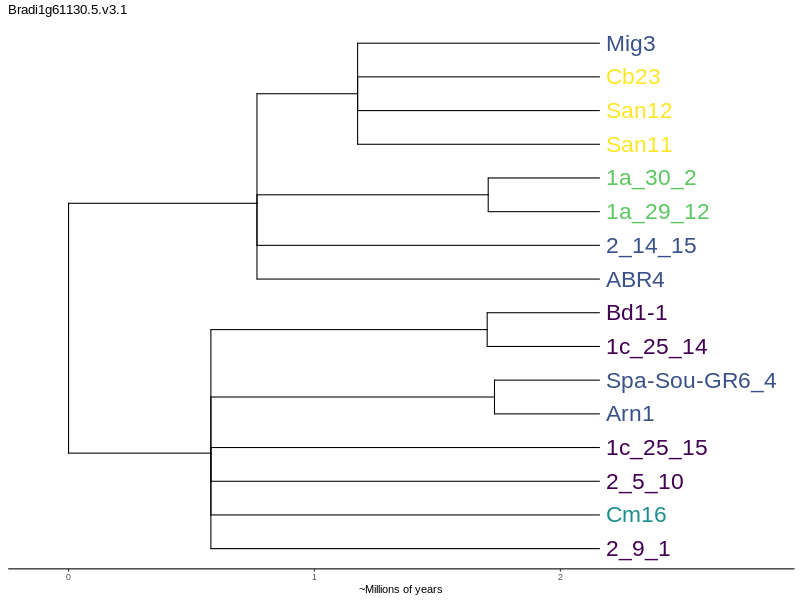 Bradi1g61130.5.v3.1
Mig3
Cb23
San12
San11
1a_30_2
1a_29_12
2_14_15
ABR4
Bd1-1
1c_25_14
Spa-Sou-GR6_4
Arn1
1c_25_15
2_5_10
Cm16
2_9_1
0 1 2
~Millions of years